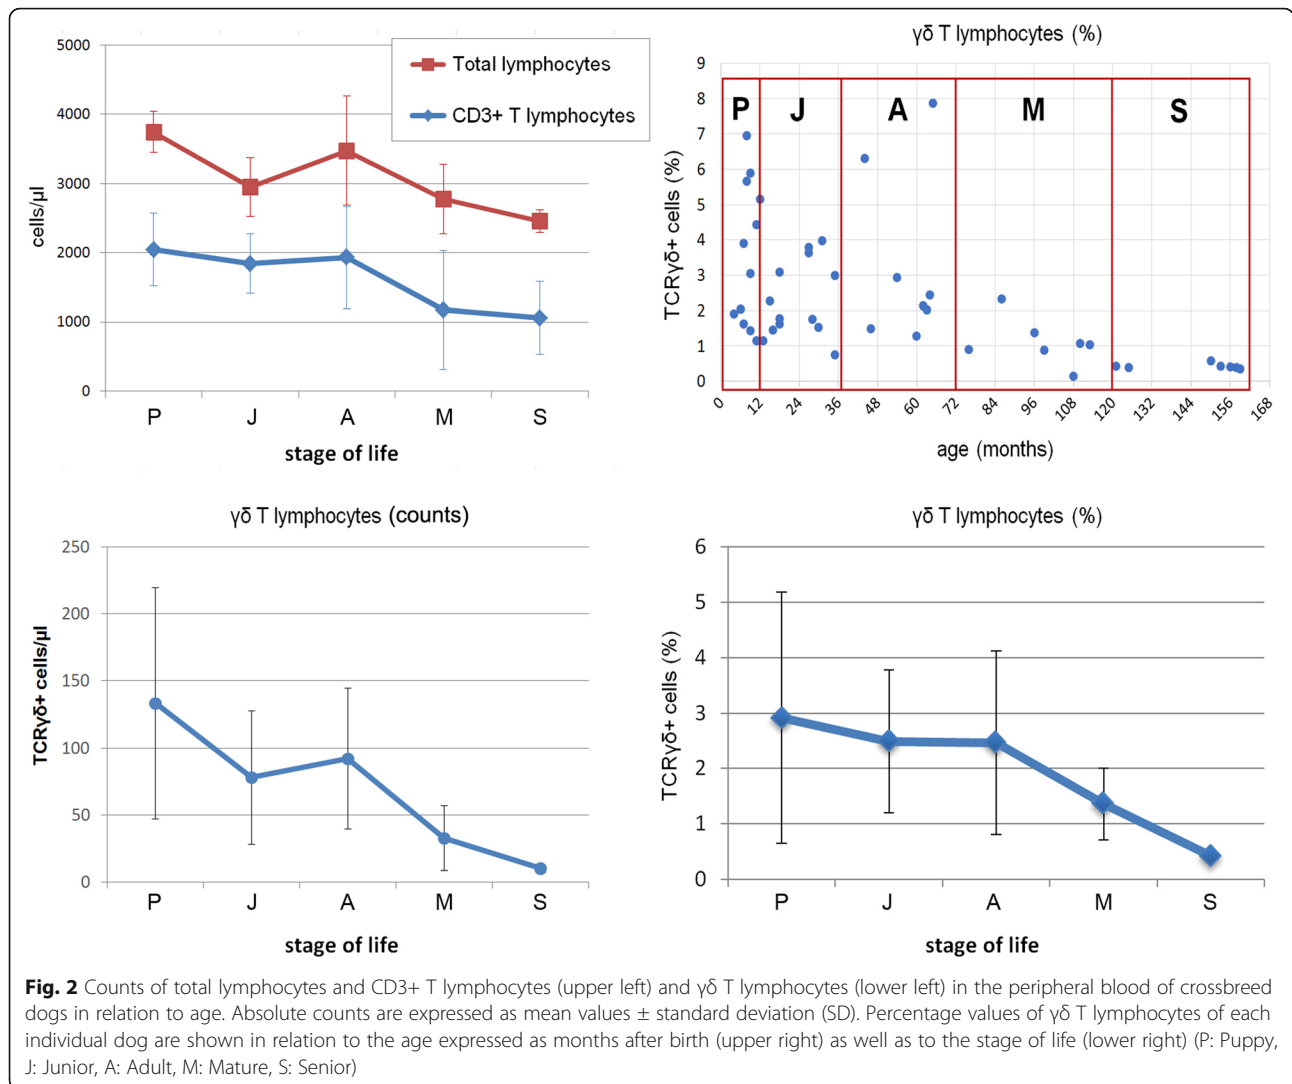 5000
4000
3000
2000
1000
0
cells/µl
Total lymphocytes
CD3+ T lymphocytes
P J A M S
stage of life
γδ T lymphocytes (%)
9
8
7
6
5
4
3
2
1
0
TCRγδ+ cells (%)
P J A M S
0 12 24 36 48 60 72 84 96 108 120 132 144 156 168
age (months)
γδ T lymphocytes (counts)
250
200
150
100
50
0
TCRγδ+ cells/µl
P J A M S
stage of life
γδ T lymphocytes (%)
6
5
4
3
2
1
0
TCRγδ+ cells (%)
P J A M S
stage of life
Fig. 2 Counts of total lymphocytes and CD3+ T lymphocytes (upper left) and γδ T lymphocytes (lower left) in the peripheral blood of crossbreed
dogs in relation to age. Absolute counts are expressed as mean values ± standard deviation (SD). Percentage values of γδ T lymphocytes of each
individual dog are shown in relation to the age expressed as months after birth (upper right) as well as to the stage of life (lower right) (P: Puppy,
J: Junior, A: Adult, M: Mature, S: Senior)